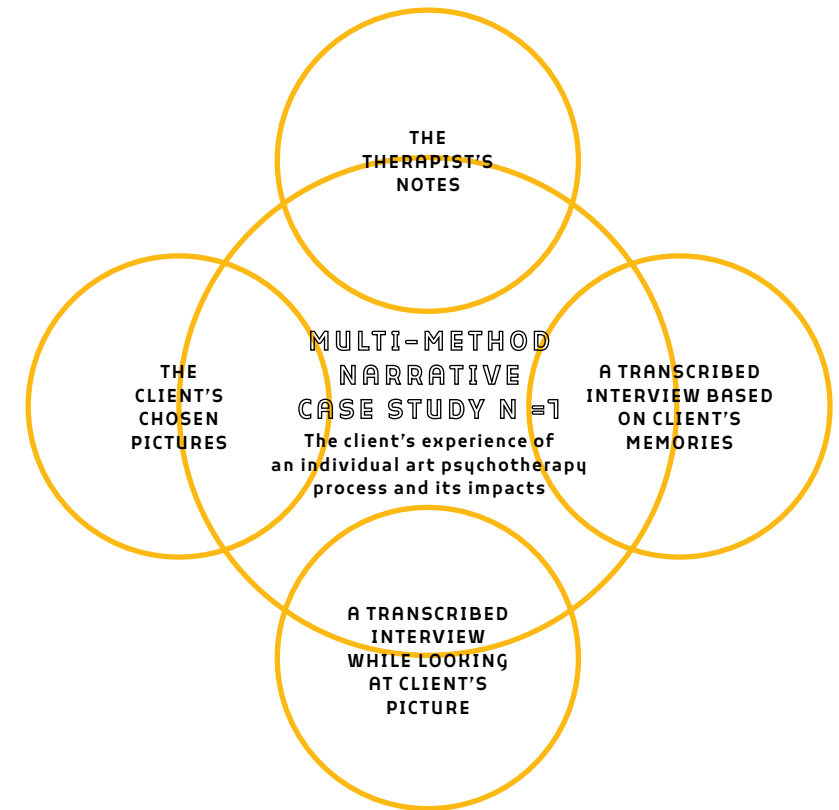 THE
THERAPIST'S
NOTES
THE
CLIENT'S
CHOSEN
PICTURES
MULTI-METHOD
NARRATIVE
CASE STUDY N =1
The client's experience of
an individual art psychotherapy
process and its impacts
A TRANSCRIBED
INTERVIEW BASED
ON CLIENT'S
MEMORIES
A TRANSCRIBED
INTERVIEW
WHILE LOOKING
AT CLIENT'S
PICTURE